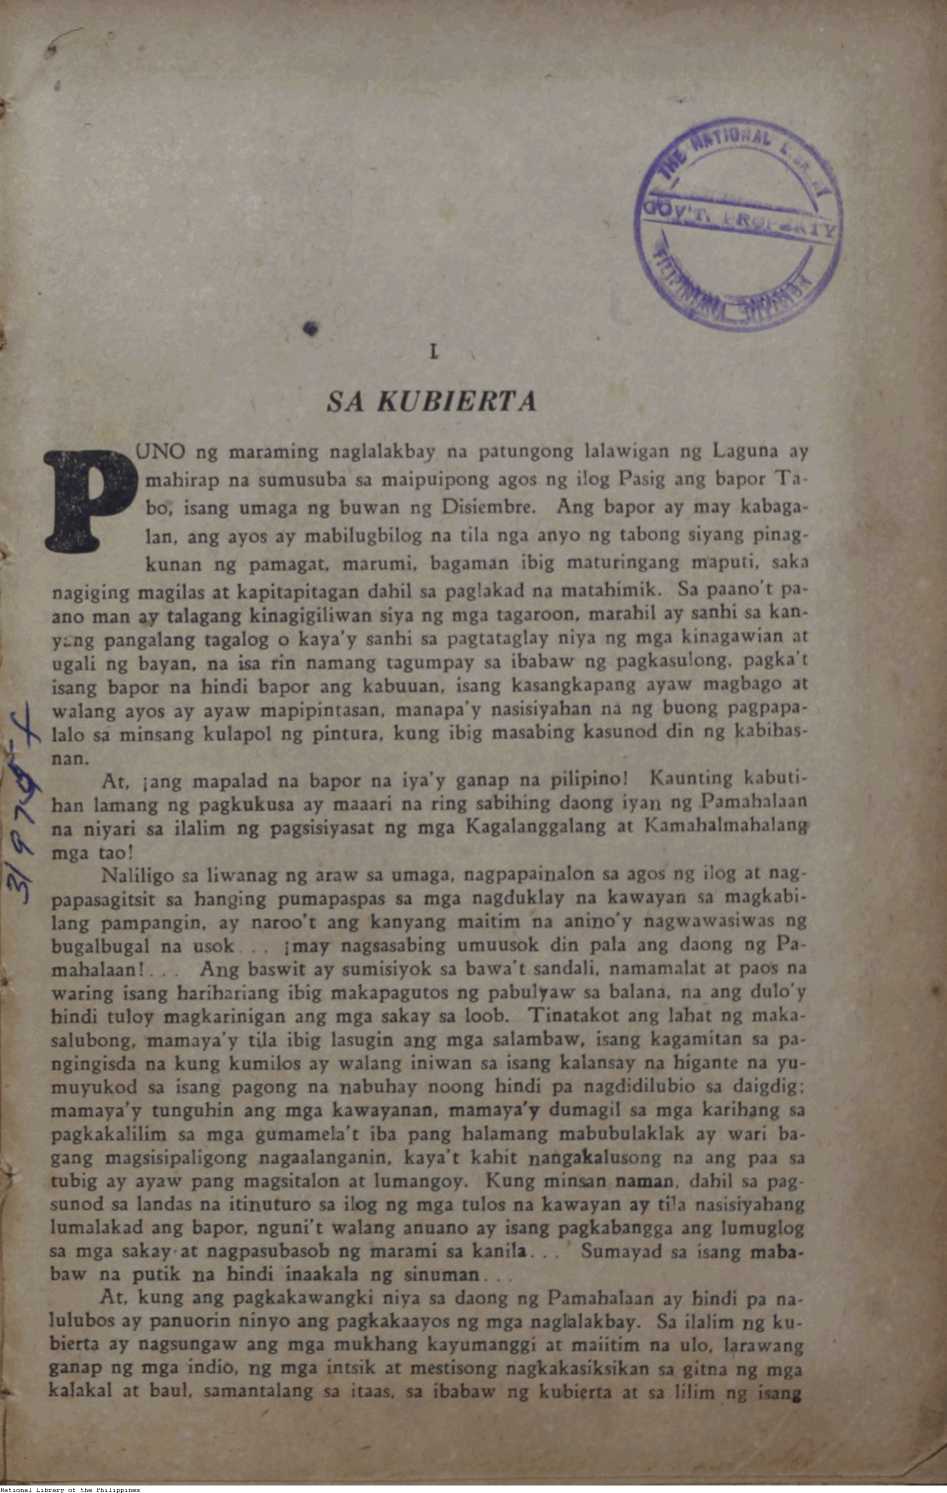 THE NATIONAL LIBRARY
GOV'T. PROPERTY
FILIPINIANA DIVISION
I
SA KUBIERTA
PUNO ng maraming naglalakbay na patungong lalawigan ng Laguna ay
mahirap na sumusuba sa maipuipong agos ng ilog Pasig ang bapor Ta-
bo, isang umaga ng buwan ng Disiembre. Ang bapor ay may kabaga-
lan, ang ayos ay mabilugbilog na tila nga anyo ng tabong siyang pinag-
kunan ng pamagat, marumi, bagaman ibig maturingang maputi, saka
nagiging magilas at kapitapitagan dahil sa paglakad na matahimik. Sa paano't pa-
ano man ay talagang kinagigiliwan siya ng mga tagaroon, marahil ay sanhi sa kan-
yang pangalang tagalog o kaya'y sanhi sa pagtataglay niya ng mga kinagawian at
ugali ng bayan, na isa rin namang tagumpay sa ibabaw ng pagkasulong, pagka't
isang bapor na hindi bapor ang kabuuan, isang kasangkapang ayaw magbago at
walang ayos ay ayaw mapipintasan, manapa'y nasisiyahan na ng buong pagpapa-
lalo sa minsang kulapol ng pintura, kung ibig masabing kasunod din ng kabihas-
nan.
At, ¡ang mapalad na bapor na iya'y ganap na pilipino! Kaunting kabuti-
han lamang ng pagkukusa ay maaari na ring sabihing daong iyan ng Pamahalaan
na niyari sa ilalim ng pagsisiyasat ng mga Kagalanggalang at Kamahalmahalang
mga tao!
Naliligo sa liwanag ng araw sa umaga, nagpapainalon sa agos ng ilog at nag-
papasagitsit sa hanging pumapaspas sa mga nagduklay na kawayan sa magkabi-
lang pampangin, ay naroo't ang kanyang maitim na anino'y nagwawasiwas ng
bugalbugal na usok... ¡may nagsasabing umuusok din pala ang daong ng Pa-
mahalaan!... Ang baswit ay sumisiyok sa bawa't sandali, namamalat at paos na
waring isang harihariang ibig makapagutos ng pabulyaw sa balana, na ang dulo'y
hindi tuloy magkarinigan ang mga sakay sa loob. Tinatakot ang lahat ng maka-
salubong, mamaya'y tila ibig lasugin ang mga salambaw, isang kagamitan sa pa-
ngingisda na kung kumilos ay walang iniwan sa isang kalansay na higante na yu-
muyukod sa isang pagong na nabuhay noong hindi pa nagdidilubio sa daigdig;
mamaya'y tunguhin ang mga kawayanan, mamaya'y dumagil sa mga karihang sa
pagkakalilim sa mga gumamela't iba pang halamang mabubulaklak ay wari ba-
gang magsisipaligong nagaalanganin, kaya't kahit nangakalusong na ang paa sa
tubig ay ayaw pang magsitalon at lumangoy. Kung minsan naman, dahil sa pag-
sunod sa landas na itinuturo sa ilog ng mga tulos na kawayan ay tila nasisiyahang
lumalakad ang bapor, nguni't walang anuano ay isang pagkabangga ang lumuglog
sa mga sakay at nagpasubasob ng marami sa kanila... Sumayad sa isang maba-
baw na putik na hindi inaakala ng sinuman...
At, kung ang pagkakawangki niya sa daong ng Pamahalaan ay hindi pa na-
lulubos ay panuorin ninyo ang pagkakaayos ng mga naglalakbay. Sa ilalim ng ku-
bierta ay nagsungaw ang mga mukhang kayumanggi at maiitim na ulo, larawang
ganap ng mga indio, ng mga intsik at mestisong nagkakasiksikan sa gitna ng mga
kalakal at baul, samantalang sa itaas, sa ibabaw ng kubierta at sa lilim ng isang
National Library of the Philippines